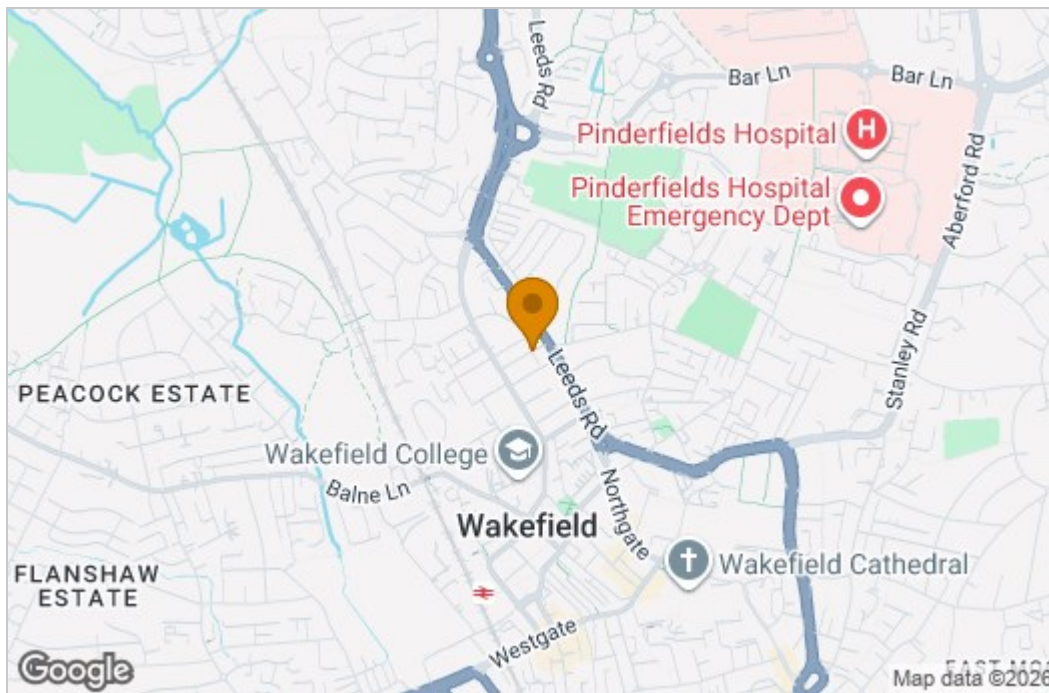 Leeds Rd
Bar Ln
Bar Ln
Pinderfields Hospital
H
Pinderfields Hospital
Emergency Dept
Aberford Rd
Stanley Rd
PEACOCK ESTATE
Leeds Rd
Wakefield College
Balne Ln
Northgate
Wakefield
Wakefield Cathedral
FLANSHAW
ESTATE
Westgate
Google
Map data ©2026